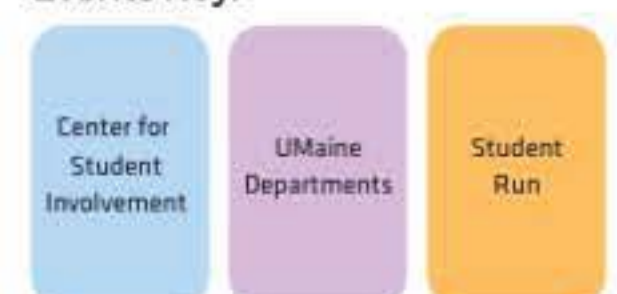 Center for
Student
Involvement
UMaine
Departments
Student
Run